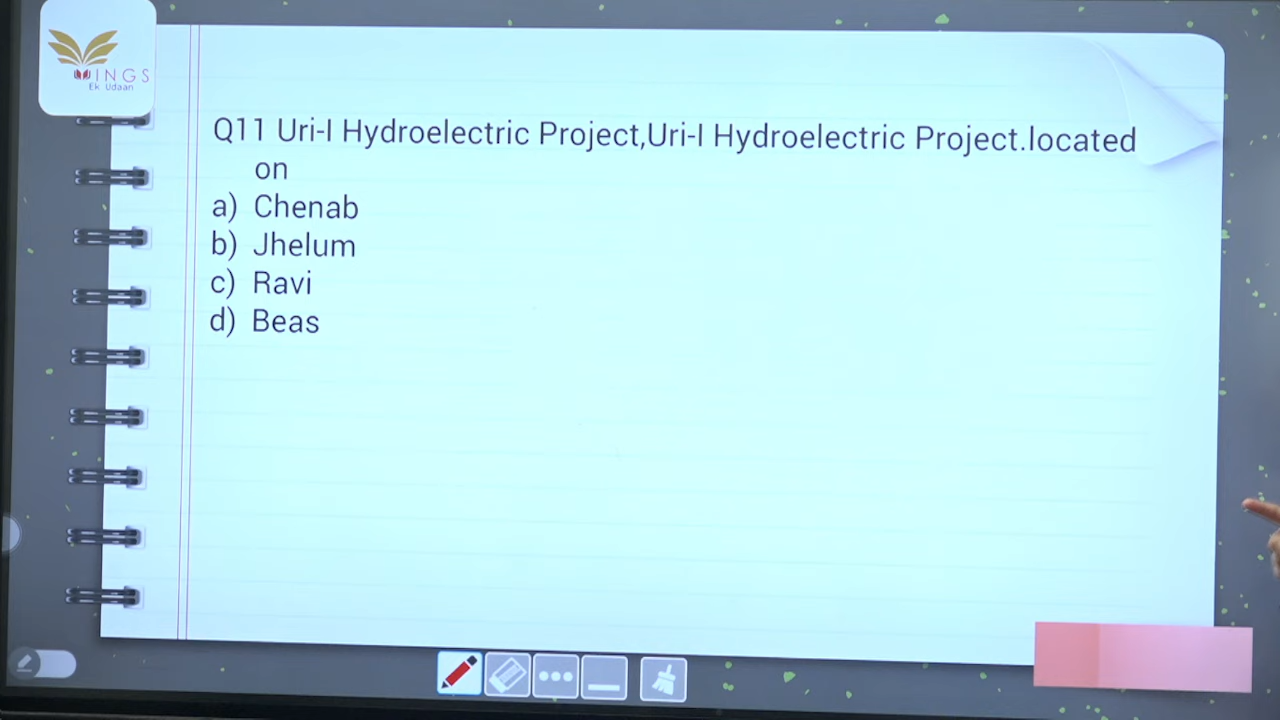 WINGS
Ek Udaan
Q11 Uri-I Hydroelectric Project,Uri-I Hydroelectric Project.located
on
a) Chenab
b) Jhelum
c) Ravi
d) Beas